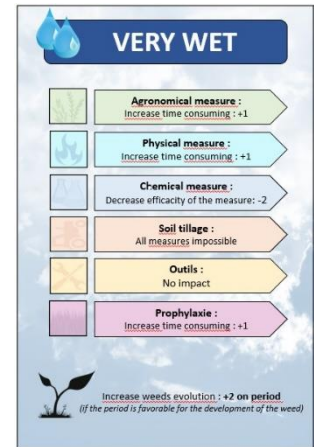 VERY WET
Agronomical measure :
Increase time consuming : +1
Physical measure :
Increase time consuming : +1
Chemical measure :
Decrease efficacity of the measure: -2
Soil tillage :
All measures impossible
Outils :
No impact
Prophylaxie :
Increase time consuming : +1
Increase weeds evolution : +2 on period
(if the period is favorable for the development of the weed)